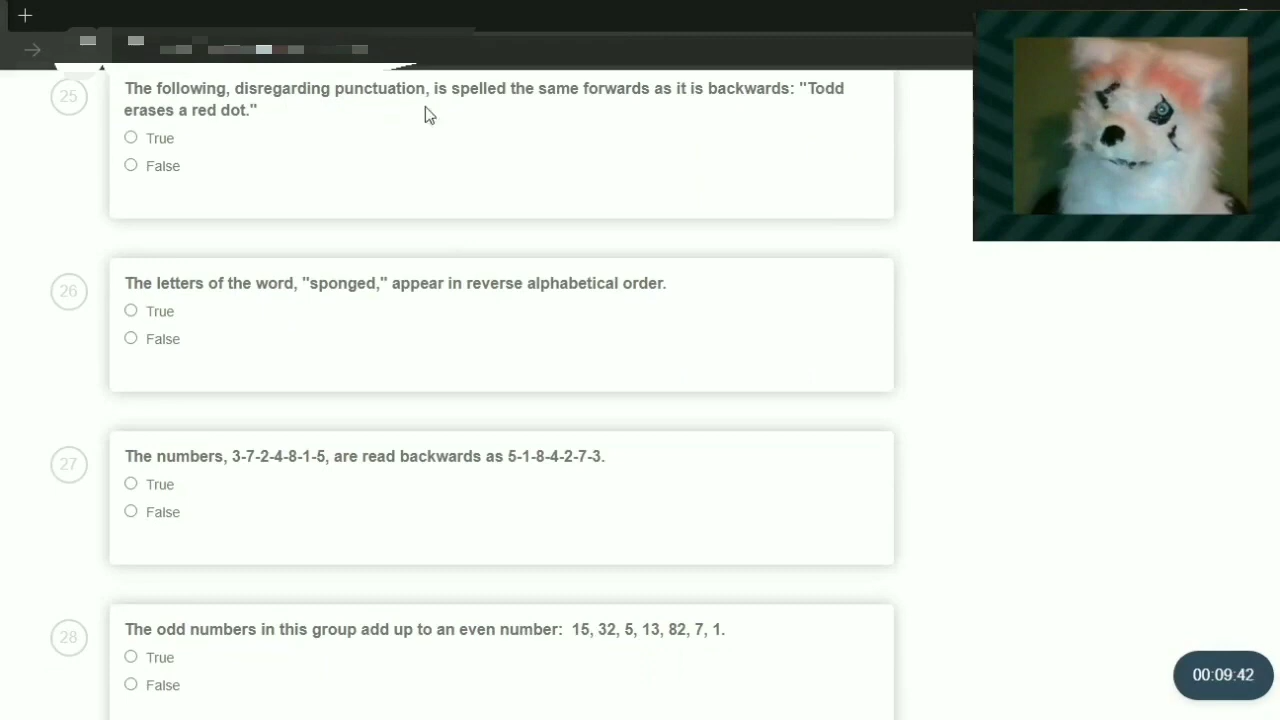 25
The following, disregarding punctuation, is spelled the same forwards as it is backwards: "Todd
erases a red dot."
True
False
26
The letters of the word, "sponged," appear in reverse alphabetical order.
True
False
27
The numbers, 3-7-2-4-8-1-5, are read backwards as 5-1-8-4-2-7-3.
True
False
28
The odd numbers in this group add up to an even number:  15, 32, 5, 13, 82, 7, 1.
True
False
00:09:42